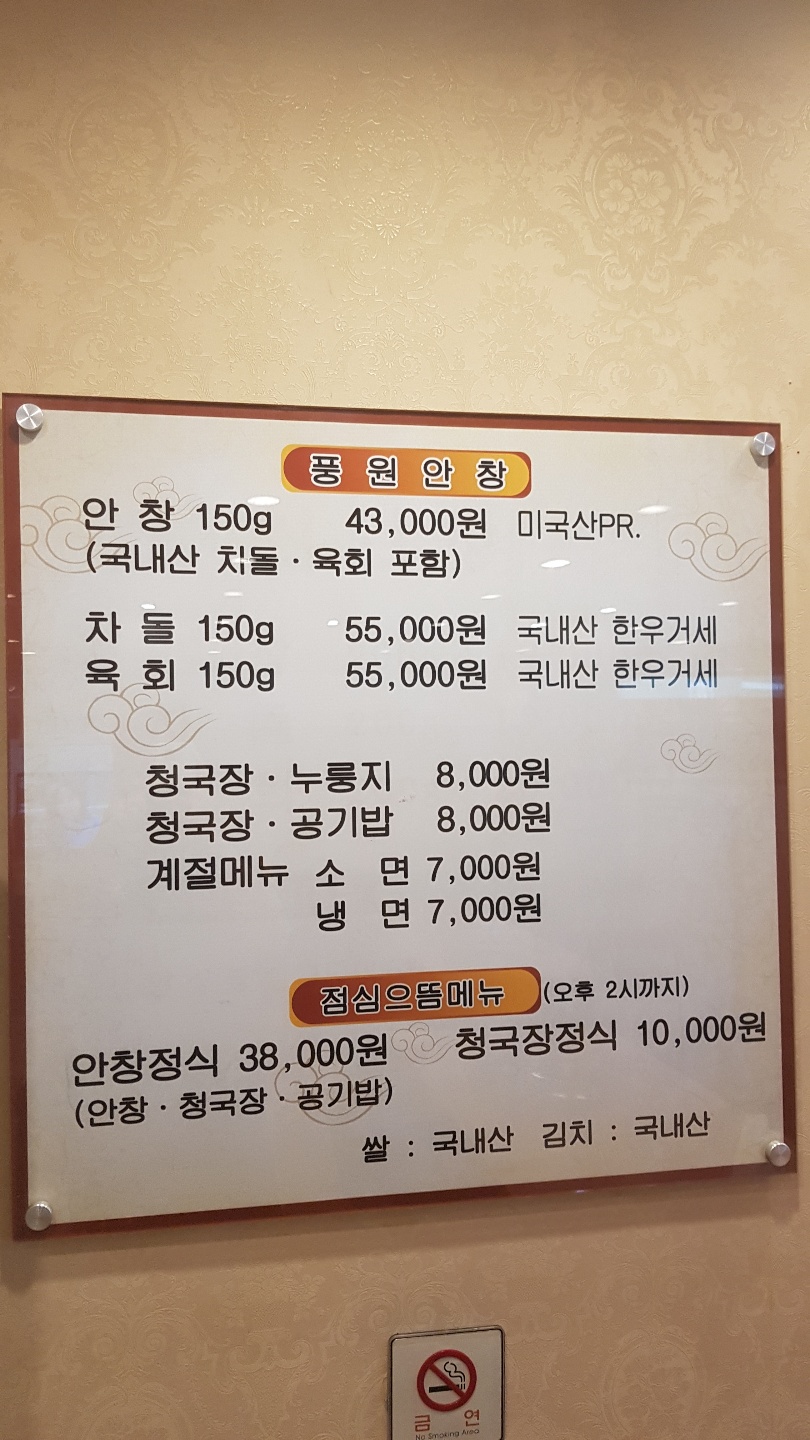 풍원안창
안 창 150g 43,000원 미국산PR.
(국내산 치돌 · 육회 포함)
차 돌 150g 55,000원 국내산 한우거세
육 회 150g 55,000원 국내산 한우거세
청국장 · 누룽지 8,000원
청국장 · 공기밥 8,000원
계절메뉴 소 면 7,000원
냉 면 7,000원
점심으뜸메뉴 (오후 2시까지)
안창정식 38,000원 청국장정식 10,000원
(안창 · 청국장 · 공기밥)
쌀 : 국내산 김치 : 국내산
금 연
No Smoking Area